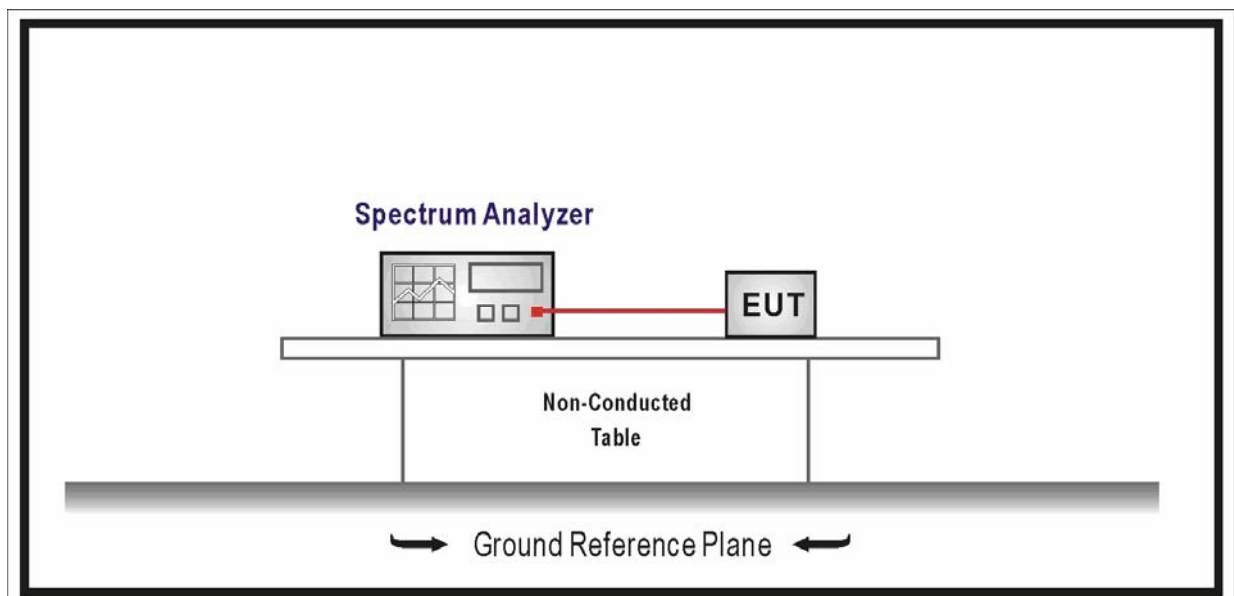 Spectrum Analyzer
EUT
Non-Conducted
Table
Ground Reference Plane